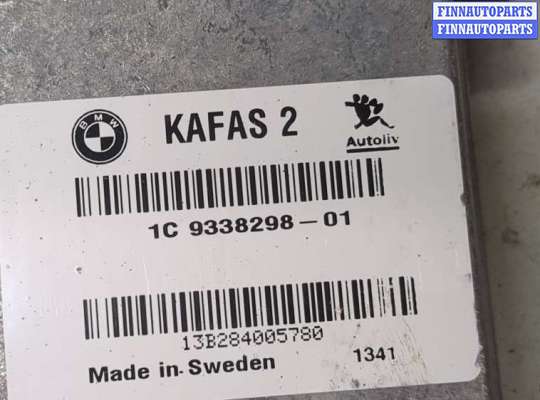 FINNAUTOPARTS
FINNAUTOPARTS
BMW
KAFAS 2
Autoliv
1C 9338298-01
13B284005780
Made in Sweden
1341